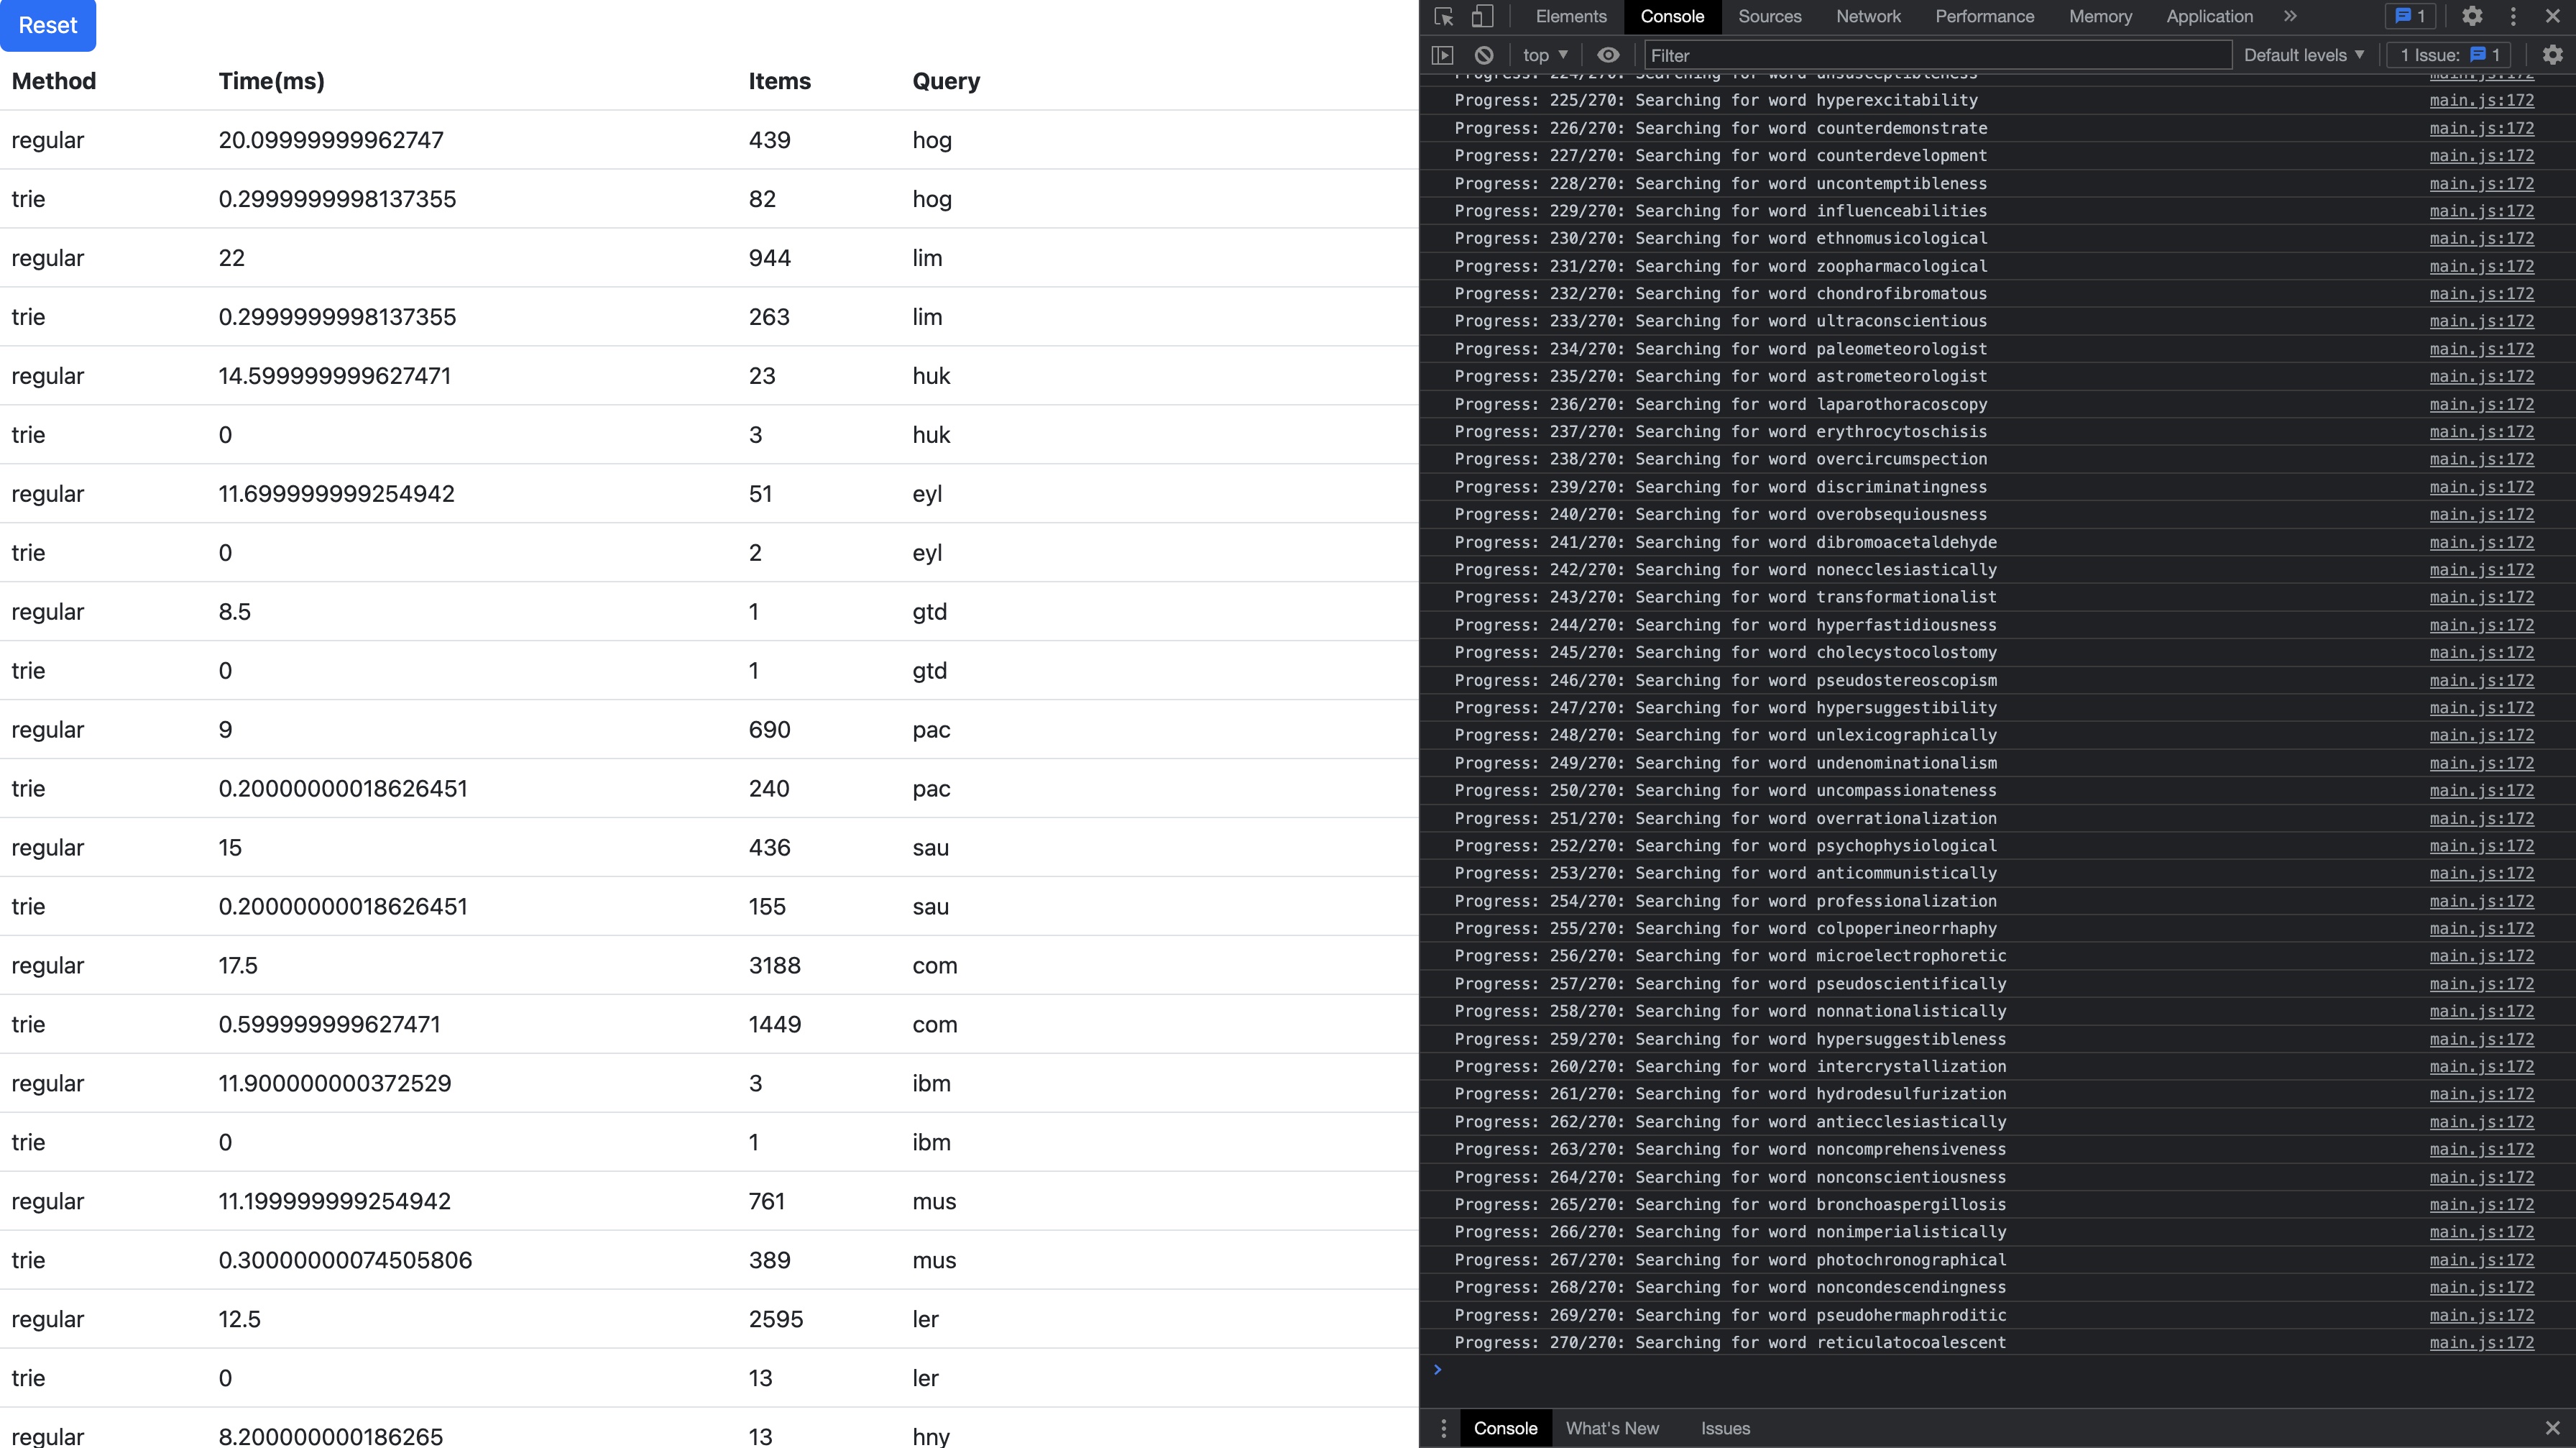 Reset
Method Time(ms) Items Query
regular 20.09999999962747 439 hog
trie 0.2999999998137355 82 hog
regular 22 944 lim
trie 0.2999999998137355 263 lim
regular 14.599999999627471 23 huk
trie 0 3 huk
regular 11.699999999254942 51 eyl
trie 0 2 eyl
regular 8.5 1 gtd
trie 0 1 gtd
regular 9 690 pac
trie 0.20000000018626451 240 pac
regular 15 436 sau
trie 0.20000000018626451 155 sau
regular 17.5 3188 com
trie 0.599999999627471 1449 com
regular 11.900000000372529 3 ibm
trie 0 1 ibm
regular 11.199999999254942 761 mus
trie 0.30000000074505806 389 mus
regular 12.5 2595 ler
trie 0 13 ler
regular 8.200000000186265 13 hny
Elements Console Sources Network Performance Memory Application 1
top Filter Default levels 1 Issue: 1
Progress: 224/270: Searching for word unsusceptibleness main.js:172
Progress: 225/270: Searching for word hyperexcitability main.js:172
Progress: 226/270: Searching for word counterdemonstrate main.js:172
Progress: 227/270: Searching for word counterdevelopment main.js:172
Progress: 228/270: Searching for word uncontemptibleness main.js:172
Progress: 229/270: Searching for word influenceabilities main.js:172
Progress: 230/270: Searching for word ethnomusicological main.js:172
Progress: 231/270: Searching for word zoopharmacological main.js:172
Progress: 232/270: Searching for word chondrofibromatous main.js:172
Progress: 233/270: Searching for word ultraconscientious main.js:172
Progress: 234/270: Searching for word paleometeorologist main.js:172
Progress: 235/270: Searching for word astrometeorologist main.js:172
Progress: 236/270: Searching for word laparothoracoscopy main.js:172
Progress: 237/270: Searching for word erythrocytoschisis main.js:172
Progress: 238/270: Searching for word overcircumspection main.js:172
Progress: 239/270: Searching for word discriminatingness main.js:172
Progress: 240/270: Searching for word overobsequiousness main.js:172
Progress: 241/270: Searching for word dibromoacetaldehyde main.js:172
Progress: 242/270: Searching for word nonecclesiastically main.js:172
Progress: 243/270: Searching for word transformationalist main.js:172
Progress: 244/270: Searching for word hyperfastidiousness main.js:172
Progress: 245/270: Searching for word cholecystocolostomy main.js:172
Progress: 246/270: Searching for word pseudostereoscopism main.js:172
Progress: 247/270: Searching for word hypersuggestibility main.js:172
Progress: 248/270: Searching for word unlexicographically main.js:172
Progress: 249/270: Searching for word undenominationalism main.js:172
Progress: 250/270: Searching for word uncompassionateness main.js:172
Progress: 251/270: Searching for word overrationalization main.js:172
Progress: 252/270: Searching for word psychophysiological main.js:172
Progress: 253/270: Searching for word anticommunistically main.js:172
Progress: 254/270: Searching for word professionalization main.js:172
Progress: 255/270: Searching for word colpoperineorrhaphy main.js:172
Progress: 256/270: Searching for word microelectrophoretic main.js:172
Progress: 257/270: Searching for word pseudoscientifically main.js:172
Progress: 258/270: Searching for word nonnationalistically main.js:172
Progress: 259/270: Searching for word hypersuggestibleness main.js:172
Progress: 260/270: Searching for word intercrystallization main.js:172
Progress: 261/270: Searching for word hydrodesulfurization main.js:172
Progress: 262/270: Searching for word antiecclesiastically main.js:172
Progress: 263/270: Searching for word noncomprehensiveness main.js:172
Progress: 264/270: Searching for word nonconscientiousness main.js:172
Progress: 265/270: Searching for word bronchoaspergillosis main.js:172
Progress: 266/270: Searching for word nonimperialistically main.js:172
Progress: 267/270: Searching for word photochronographical main.js:172
Progress: 268/270: Searching for word noncondescendingness main.js:172
Progress: 269/270: Searching for word pseudohermaphroditic main.js:172
Progress: 270/270: Searching for word reticulatocoalescent main.js:172
Console What's New Issues